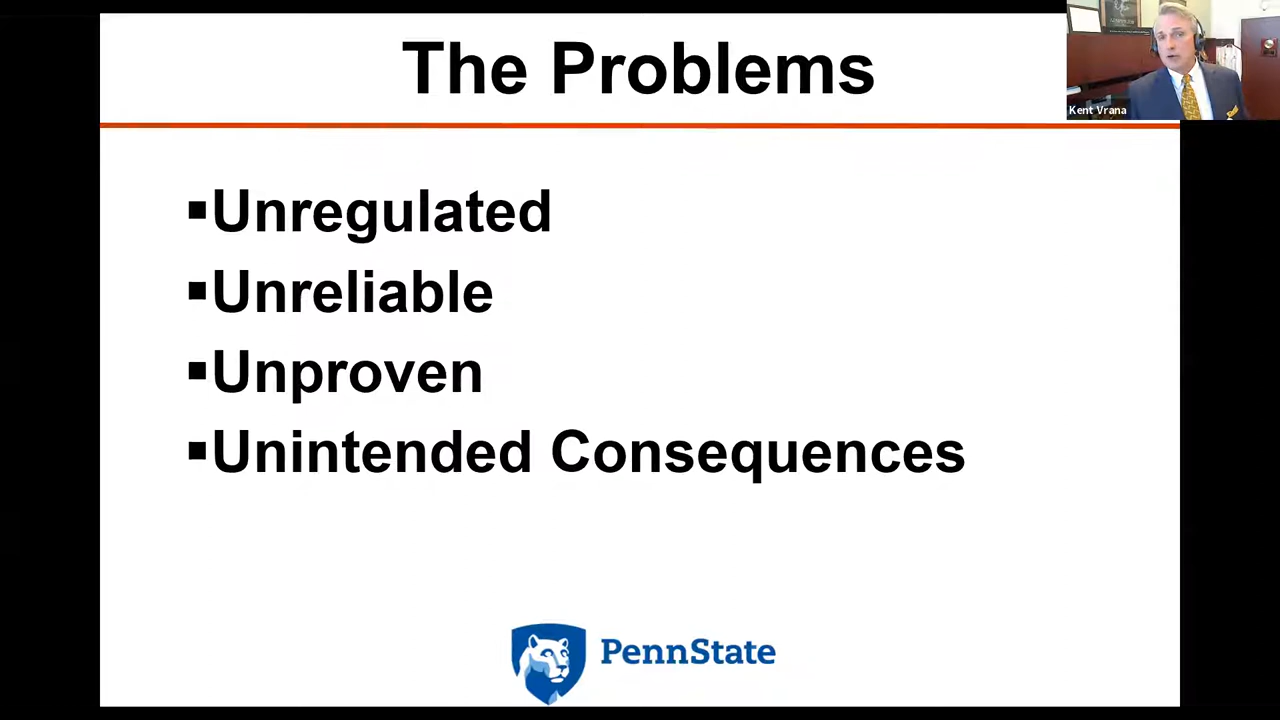 The Problems
Kent Vrana
▪Unregulated
▪Unreliable
▪Unproven
▪Unintended Consequences
PennState